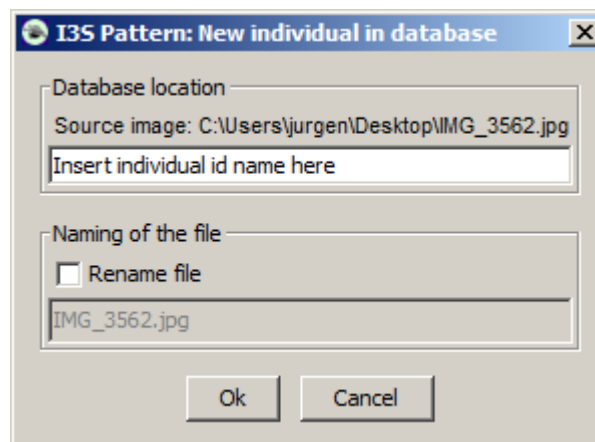 I3S Pattern: New individual in database
Database location
Source image: C:\Users\jurgen\Desktop\IMG_3562.jpg
Insert individual id name here
Naming of the file
Rename file
IMG_3562.jpg
Ok Cancel